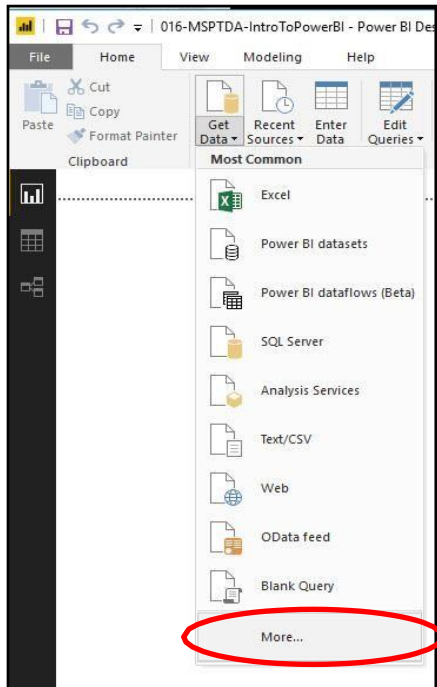 016-MSPTDA-IntroToPowerBI - Power BI Des
File Home View Modeling Help
Cut
Copy
Format Painter
Paste
Clipboard
Get Data
Recent Sources
Enter Data
Edit Queries
Most Common
Excel
Power BI datasets
Power BI dataflows (Beta)
SQL Server
Analysis Services
Text/CSV
Web
OData feed
Blank Query
More...